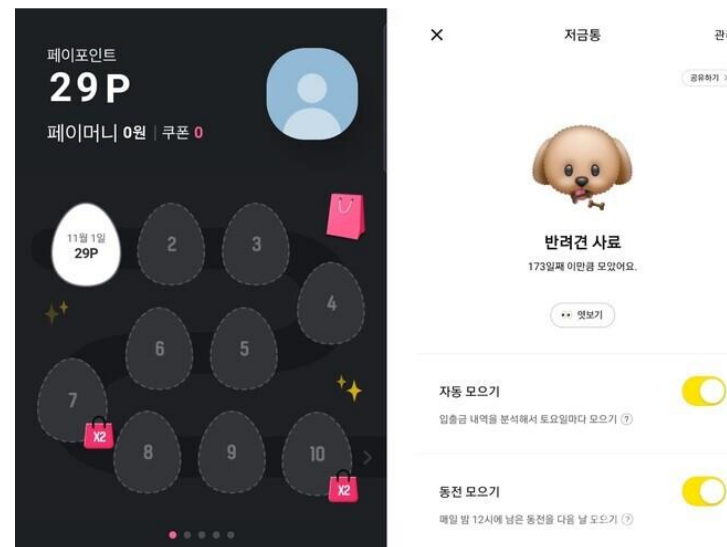 페이포인트
29P
페이머니 0원 | 쿠폰 0
11월 1일
29P
2
3
4
6
5
7
X2
8
9
10
X2
저금통
공유하기
반려견 사료
173일째 이만큼 모았어요.
엿보기
자동 모으기
입출금 내역을 분석해서 토요일마다 모으기 ?
동전 모으기
매일 밤 12시에 남은 동전을 다음 날 모으기 ?